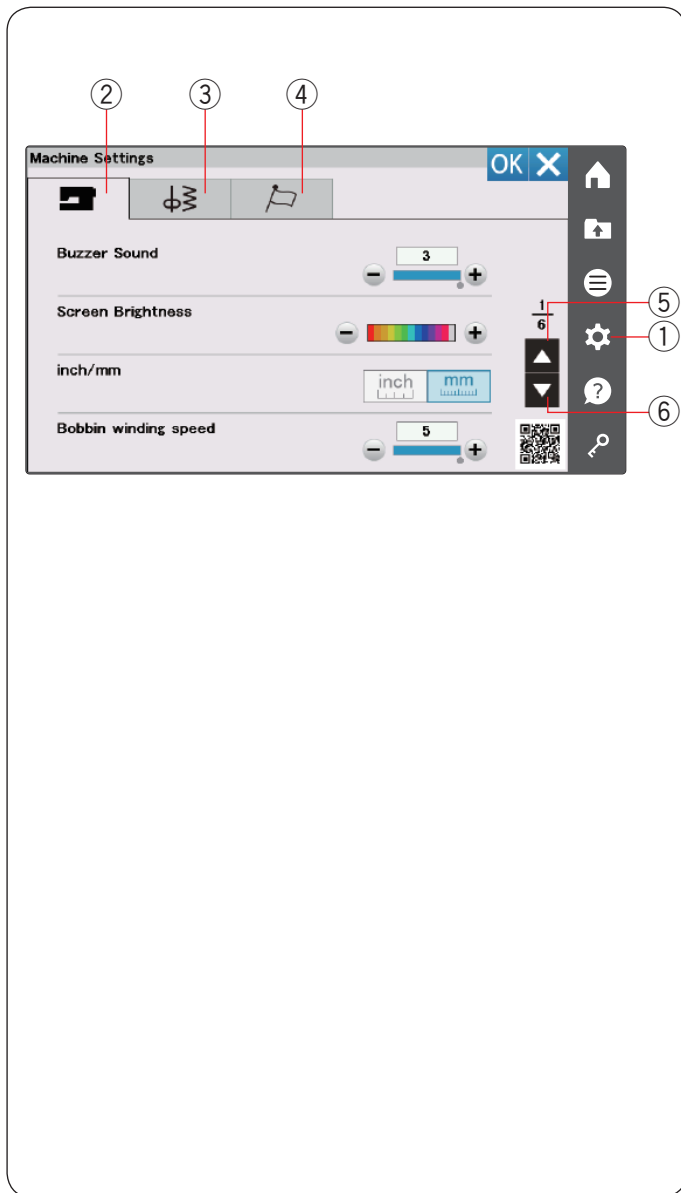 ② ③ ④
Machine Settings OK
Buzzer Sound 3
⑤
Screen Brightness 1
6 ①
inch/mm inch mm
? ⑥
Bobbin winding speed 5